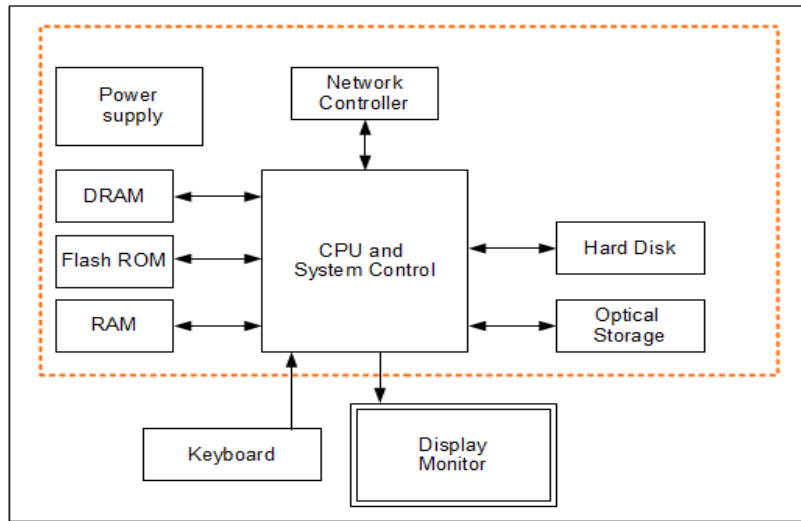 Power
supply
Network
Controller
DRAM
Flash ROM
RAM
CPU and
System Control
Hard Disk
Optical
Storage
Keyboard
Display
Monitor